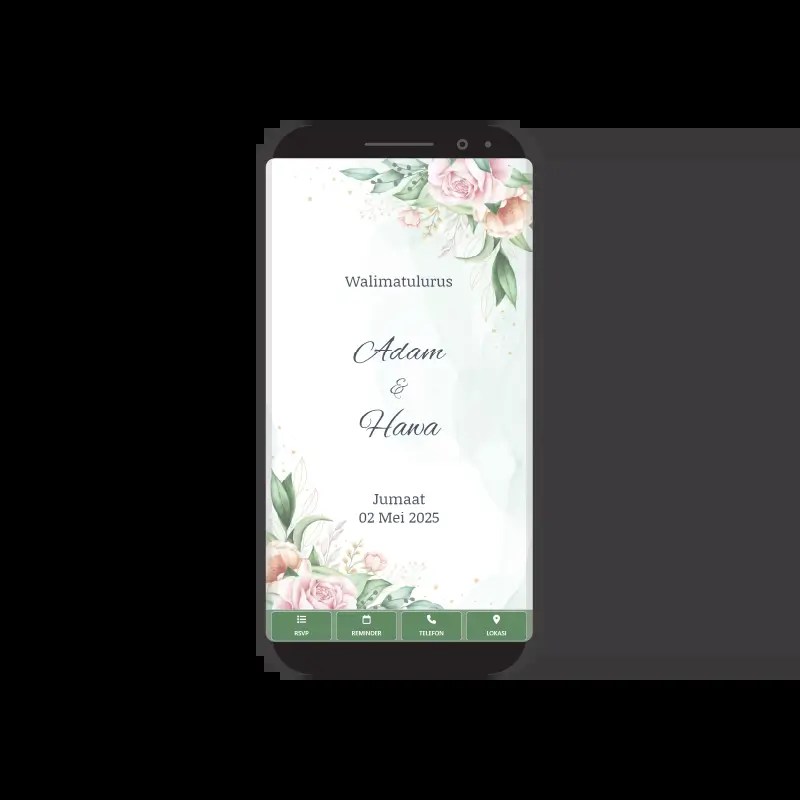 Walimatulurus
Adam
&
Hawa
Jumaat
02 Mei 2025
RSVP
REMINDER
TELEFON
LOKASI